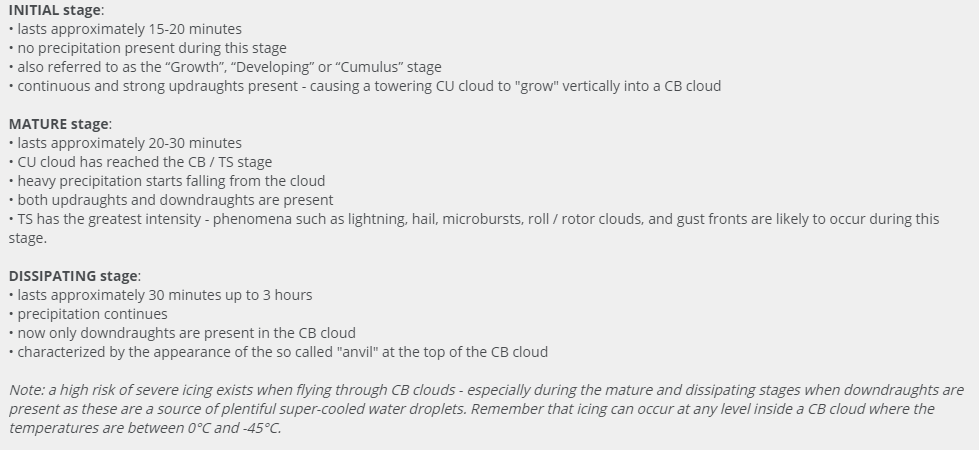 INITIAL stage:
• lasts approximately 15-20 minutes
• no precipitation present during this stage
• also referred to as the “Growth”, “Developing” or “Cumulus” stage
• continuous and strong updraughts present - causing a towering CU cloud to "grow" vertically into a CB cloud
MATURE stage:
• lasts approximately 20-30 minutes
• CU cloud has reached the CB / TS stage
• heavy precipitation starts falling from the cloud
• both updraughts and downdraughts are present
• TS has the greatest intensity - phenomena such as lightning, hail, microbursts, roll / rotor clouds, and gust fronts are likely to occur during this
stage.
DISSIPATING stage:
• lasts approximately 30 minutes up to 3 hours
• precipitation continues
• now only downdraughts are present in the CB cloud
• characterized by the appearance of the so called "anvil" at the top of the CB cloud
Note: a high risk of severe icing exists when flying through CB clouds - especially during the mature and dissipating stages when downdraughts are
present as these are a source of plentiful super-cooled water droplets. Remember that icing can occur at any level inside a CB cloud where the
temperatures are between 0°C and -45°C.